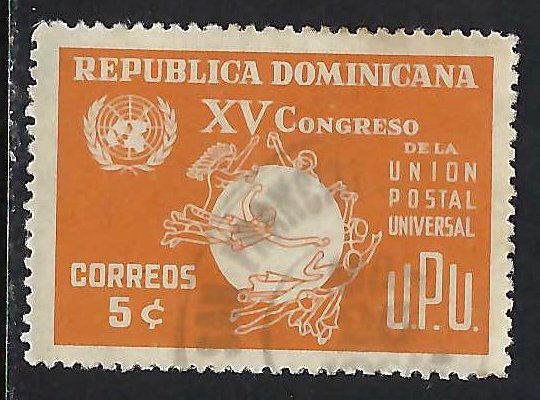 REPUBLICA DOMINICANA
XV CONGRESO
DE LA
UNION
POSTAL
UNIVERSAL
CORREOS
5 ¢
U.P.U.